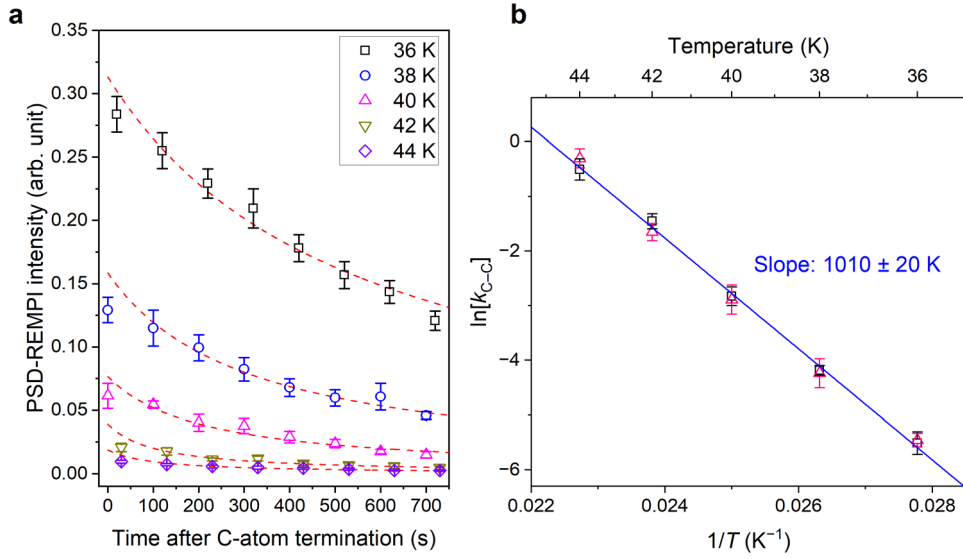 a
PSD-REMPI intensity (arb. unit)
0.35
0.30
0.25
0.20
0.15
0.10
0.05
0.00
36 K
38 K
40 K
42 K
44 K
0 100 200 300 400 500 600 700
Time after C-atom termination (s)
b
Temperature (K)
44 42 40 38 36
ln[k_C–C]
0
−2
−4
−6
Slope: 1010 ± 20 K
0.022 0.024 0.026 0.028
1/T (K⁻¹)